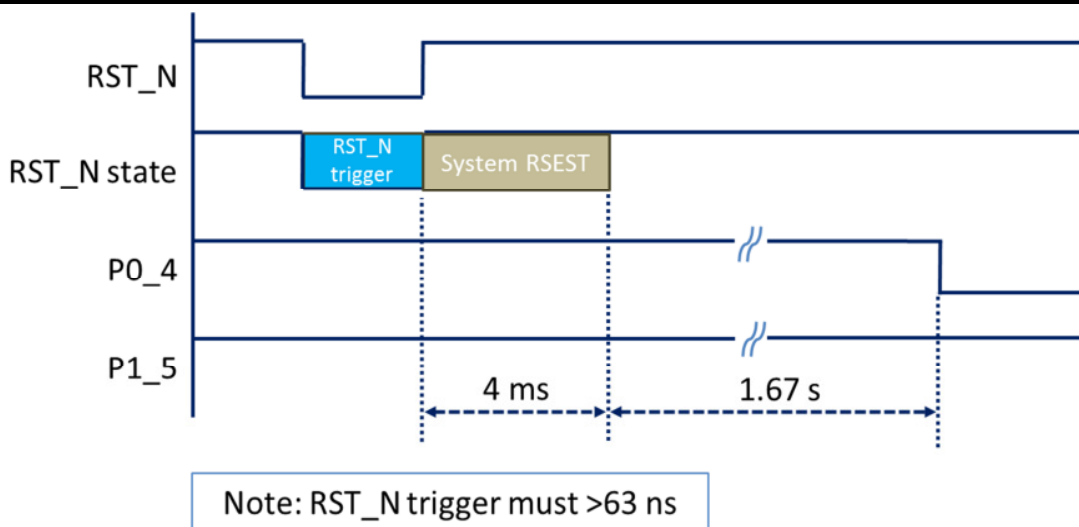 RST_N
RST_N state
RST_N
trigger
System RSEST
P0_4
P1_5
4 ms
1.67 s
Note: RST_N trigger must >63 ns